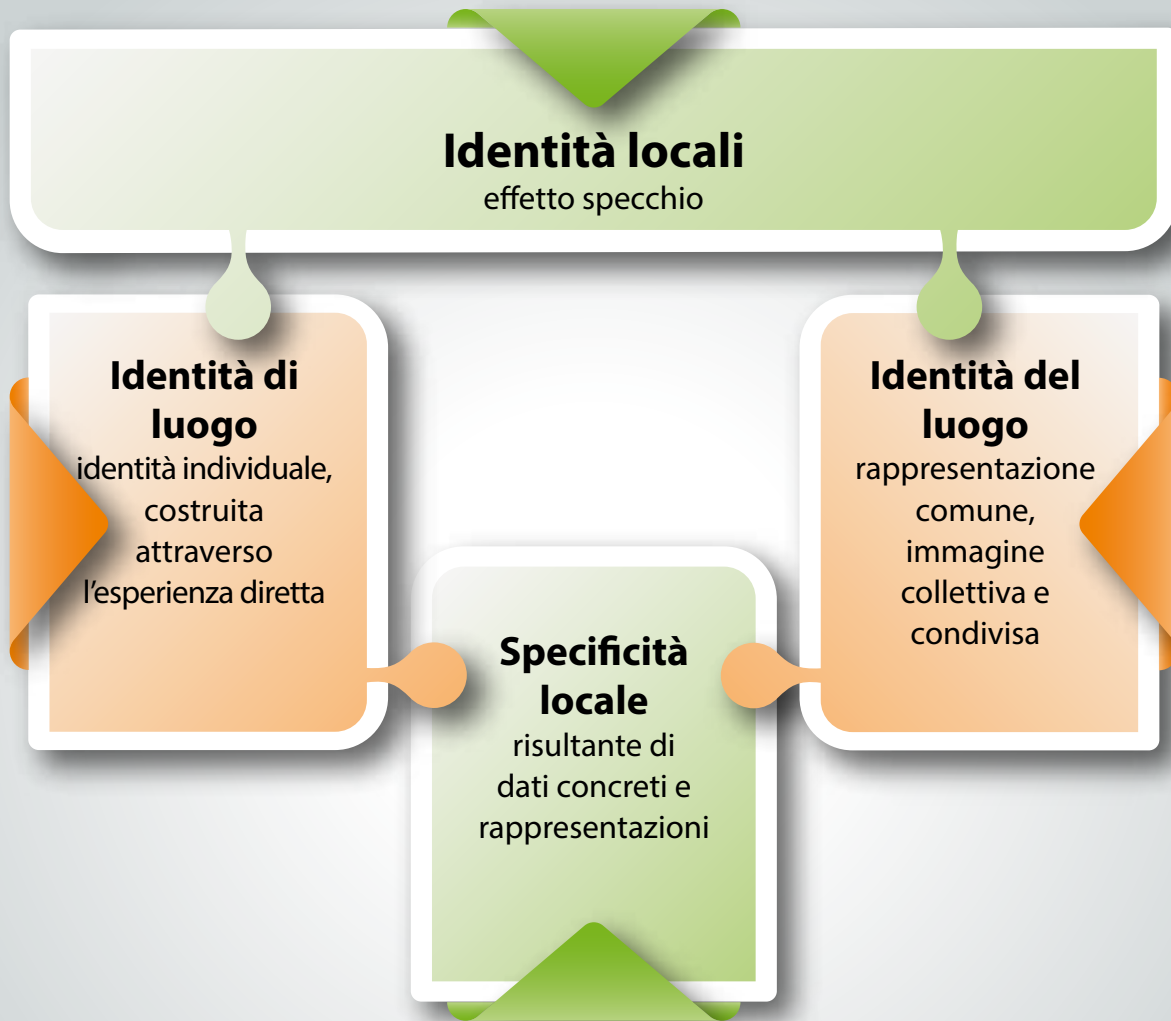 Identità locali
effetto specchio
Identità di
luogo
identità individuale,
costruita
attraverso
l'esperienza diretta
Identità del
luogo
rappresentazione
comune,
immagine
collettiva e
condivisa
Specificità
locale
risultante di
dati concreti e
rappresentazioni